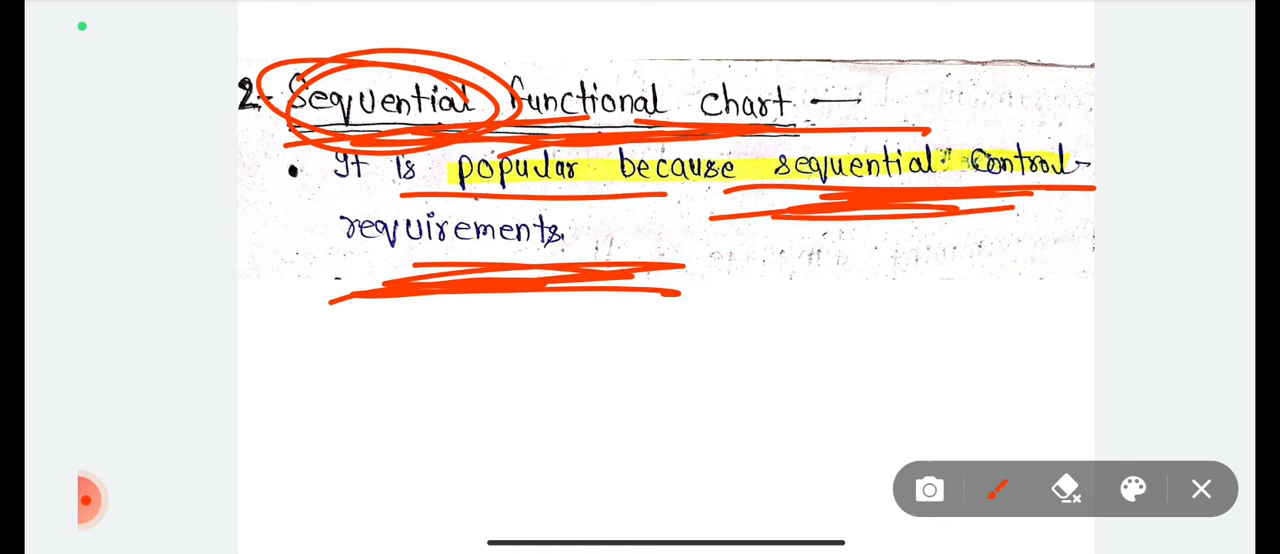 2- Sequential functional chart —
• It is popular because sequential control-
requirements.